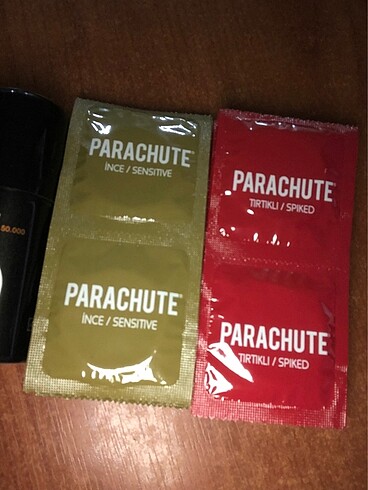 50.000
PARACHUTE
İNCE / SENSITIVE
PARACHUTE
İNCE / SENSITIVE
PARACHUTE
TIRTIKLI / SPIKED
PARACHUTE
TIRTIKLI / SPIKED